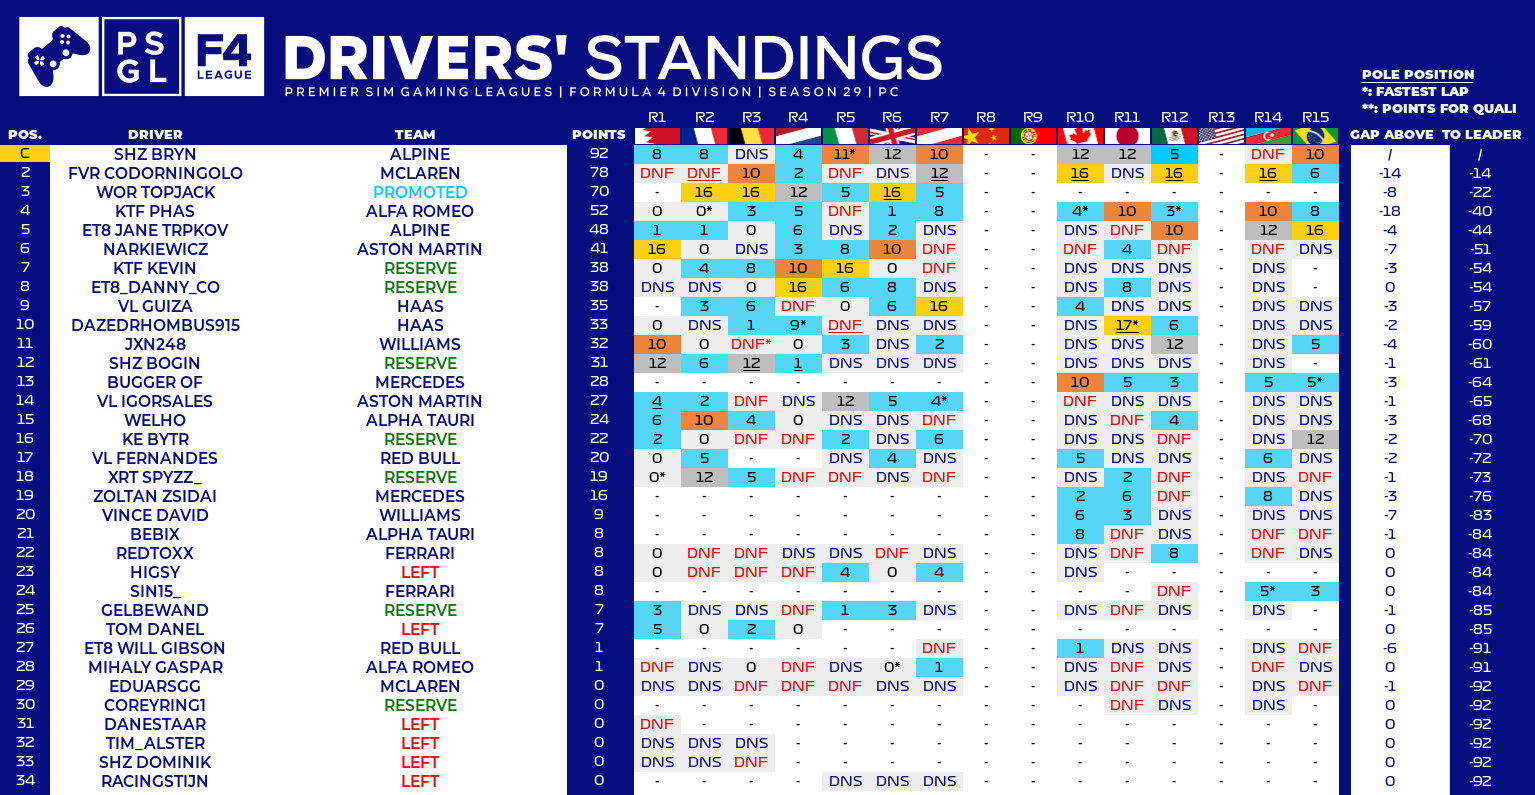 PS
GL
F4
LEAGUE
DRIVERS' STANDINGS
PREMIER SIM GAMING LEAGUES | FORMULA 4 DIVISION | SEASON 29 | PC
POLE POSITION
*: FASTEST LAP
**: POINTS FOR QUALI
R1 R2 R3 R4 R5 R6 R7 R8 R9 R10 R11 R12 R13 R14 R15
POS. DRIVER TEAM POINTS GAP ABOVE TO LEADER
C SHZ BRYN ALPINE 92 8 8 DNS 4 11* 12 10 - - 12 12 5 - DNF 10 / /
2 FVR CODORNINGOLO MCLAREN 78 DNF DNF 10 2 DNF DNS 12 - - 16 DNS 16 - 16 6 -14 -14
3 WOR TOPJACK PROMOTED 70 - 16 16 12 5 16 5 - - - - - - - - -8 -22
4 KTF PHAS ALFA ROMEO 52 0 0* 3 5 DNF 1 8 - - 4* 10 3* - 10 8 -18 -40
5 ET8 JANE TRPKOV ALPINE 48 1 1 0 6 DNS 2 DNS - - DNS DNF 10 - 12 16 -4 -44
6 NARKIEWICZ ASTON MARTIN 41 16 0 DNS 3 8 10 DNF - - DNF 4 DNF - DNF DNS -7 -51
7 KTF KEVIN RESERVE 38 0 4 8 10 16 0 DNF - - DNS DNS DNS - DNS - -3 -54
8 ET8_DANNY_CO RESERVE 38 DNS DNS 0 16 6 8 DNS - - DNS 8 DNS - DNS - 0 -54
9 VL GUIZA HAAS 35 - 3 6 DNF 0 6 16 - - 4 DNS DNS - DNS DNS -3 -57
10 DAZEDRHOMBUS915 HAAS 33 0 DNS 1 9* DNF DNS DNS - - DNS 17* 6 - DNS DNS -2 -59
11 JXN248 WILLIAMS 32 10 0 DNF* 0 3 DNS 2 - - DNS DNS 12 - DNS 5 -4 -60
12 SHZ BOGIN RESERVE 31 12 6 12 1 DNS DNS DNS - - DNS DNS DNS - DNS - -1 -61
13 BUGGER OF MERCEDES 28 - - - - - - - - - 10 5 3 - 5 5* -3 -64
14 VL IGORSALES ASTON MARTIN 27 4 2 DNF DNS 12 5 4* - - DNF DNS DNS - DNS DNS -1 -65
15 WELHO ALPHA TAURI 24 6 10 4 0 DNS DNS DNF - - DNS DNF 4 - DNS DNS -3 -68
16 KE BYTR RESERVE 22 2 0 DNF DNF 2 DNS 6 - - DNS DNS DNF - DNS 12 -2 -70
17 VL FERNANDES RED BULL 20 0 5 - - DNS 4 DNS - - 5 DNS DNS - 6 DNS -2 -72
18 XRT SPYZZ_ RESERVE 19 0* 12 5 DNF DNF DNS DNF - - DNS 2 DNF - DNS DNF -1 -73
19 ZOLTAN ZSIDAI MERCEDES 16 - - - - - - - - - 2 6 DNF - 8 DNS -3 -76
20 VINCE DAVID WILLIAMS 9 - - - - - - - - - 6 3 DNS - DNS DNS -7 -83
21 BEBIX ALPHA TAURI 8 - - - - - - - - - 8 DNF DNS - DNF DNF -1 -84
22 REDTOXX FERRARI 8 0 DNF DNF DNS DNS DNF DNS - - DNS DNF 8 - DNF DNS 0 -84
23 HIGSY LEFT 8 0 DNF DNF DNF 4 0 4 - - DNS - - - - - 0 -84
24 SIN15_ FERRARI 8 - - - - - - - - - - - DNF - 5* 3 0 -84
25 GELBEWAND RESERVE 7 3 DNS DNS DNF 1 3 DNS - - DNS DNF DNS - DNS - -1 -85
26 TOM DANEL LEFT 7 5 0 2 0 - - - - - - - - - - - 0 -85
27 ET8 WILL GIBSON RED BULL 1 - - - - - - DNF - - 1 DNS DNS - DNS DNF -6 -91
28 MIHALY GASPAR ALFA ROMEO 1 DNF DNS 0 DNF DNS 0* 1 - - DNS DNF DNS - DNF DNS 0 -91
29 EDUARSGG MCLAREN 0 DNS DNS DNF DNF DNF DNS DNS - - DNS DNF DNF - DNS DNF -1 -92
30 COREYRING1 RESERVE 0 - - - - - - - - - - DNF DNS - DNS - 0 -92
31 DANESTAAR LEFT 0 DNF - - - - - - - - - - - - - - 0 -92
32 TIM_ALSTER LEFT 0 DNS DNS DNS - - - - - - - - - - - - 0 -92
33 SHZ DOMINIK LEFT 0 DNS DNS DNF - - - - - - - - - - - - 0 -92
34 RACINGSTIJN LEFT 0 - - - - DNS DNS DNS - - - - - - - - 0 -92